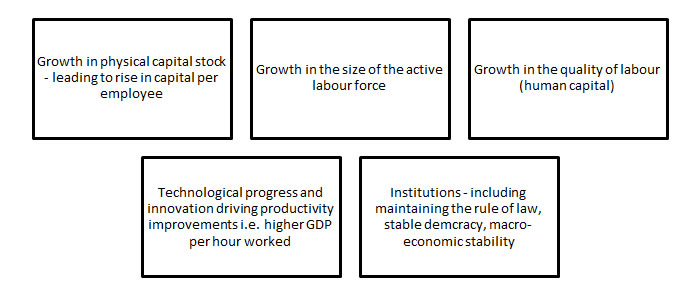 Growth in physical capital stock
- leading to rise in capital per
employee
Growth in the size of the active
labour force
Growth in the quality of labour
(human capital)
Technological progress and
innovation driving productivity
improvements i.e. higher GDP
per hour worked
Institutions - including
maintaining the rule of law,
stable demcracy, macro-
economic stability